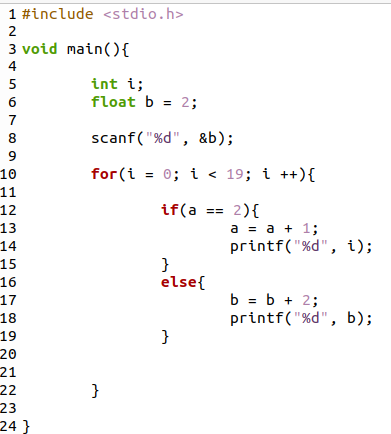 1 #include <stdio.h>
2
3 void main(){
4
5         int i;
6         float b = 2;
7
8         scanf("%d", &b);
9
10         for(i = 0; i < 19; i ++){
11
12                 if(a == 2){
13                         a = a + 1;
14                         printf("%d", i);
15                 }
16                 else{
17                         b = b + 2;
18                         printf("%d", b);
19                 }
20
21
22         }
23
24 }